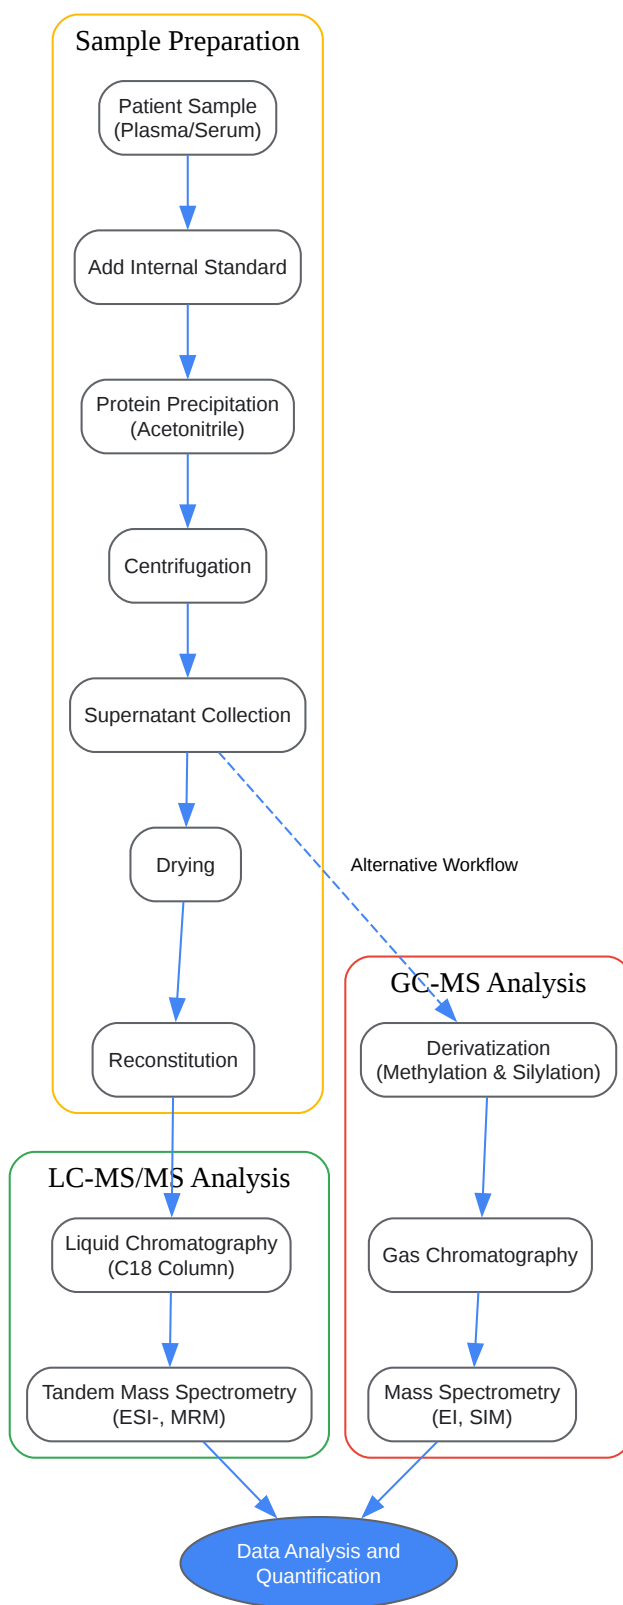 Sample Preparation
Patient Sample
(Plasma/Serum)
Add Internal Standard
Protein Precipitation
(Acetonitrile)
Centrifugation
Supernatant Collection
Drying
Alternative Workflow
Reconstitution
GC-MS Analysis
Derivatization
(Methylation & Silylation)
LC-MS/MS Analysis
Liquid Chromatography
(C18 Column)
Gas Chromatography
Tandem Mass Spectrometry
(ESI-, MRM)
Mass Spectrometry
(EI, SIM)
Data Analysis and
Quantification